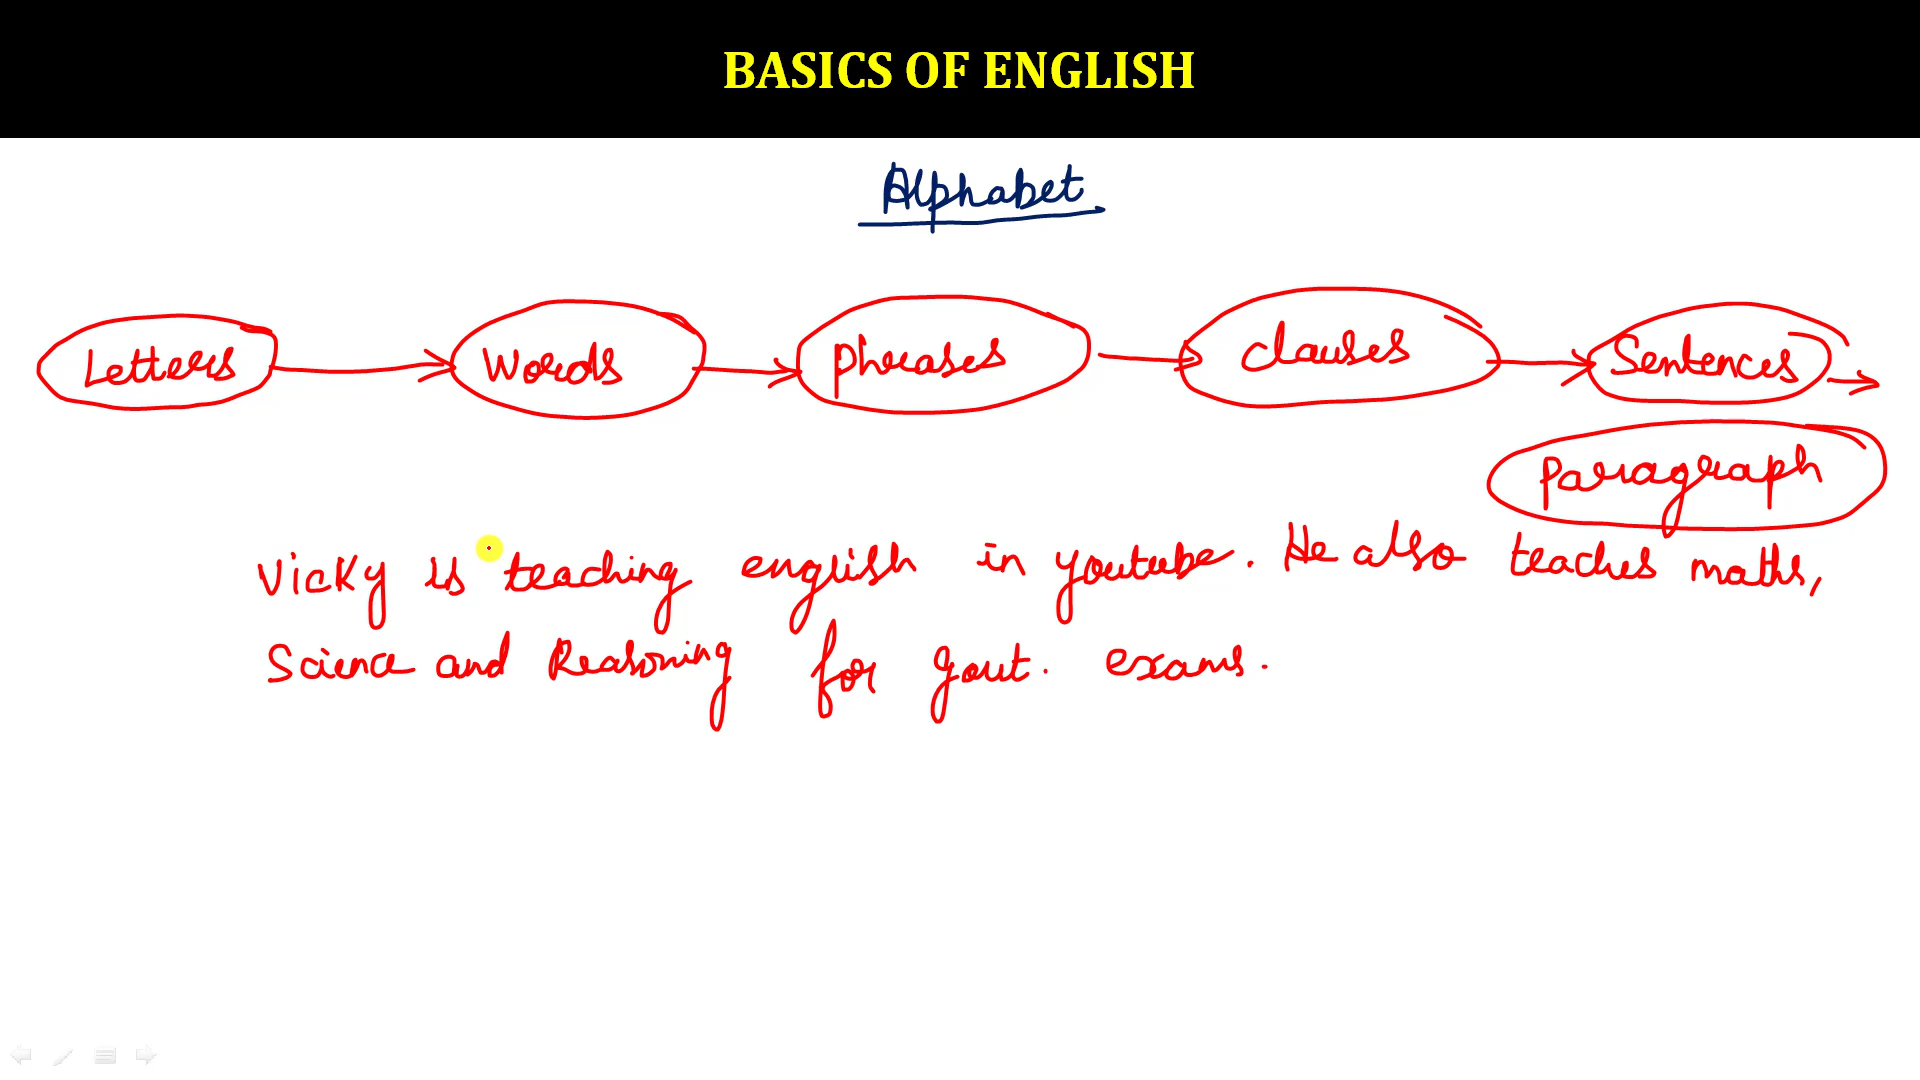 BASICS OF ENGLISH
Alphabet
Letters Words Phrases Clauses Sentences
Paragraph
Vicky is teaching english in youtube. He also teaches maths,
Science and Reasoning for govt. exams.